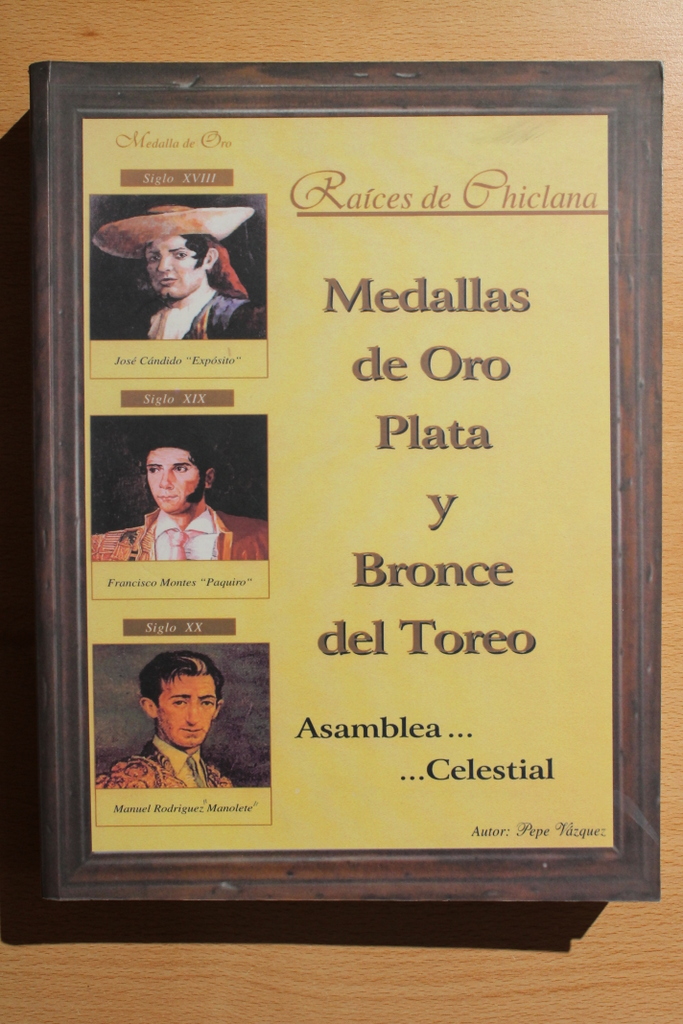 Medalla de Oro
Siglo XVIII
José Cándido "Expósito"
Siglo XIX
Francisco Montes "Paquiro"
Siglo XX
Manuel Rodriguez "Manolete"
Raíces de Chiclana
Medallas
de Oro
Plata
y
Bronce
del Toreo
Asamblea ...
...Celestial
Autor: Pepe Vázquez